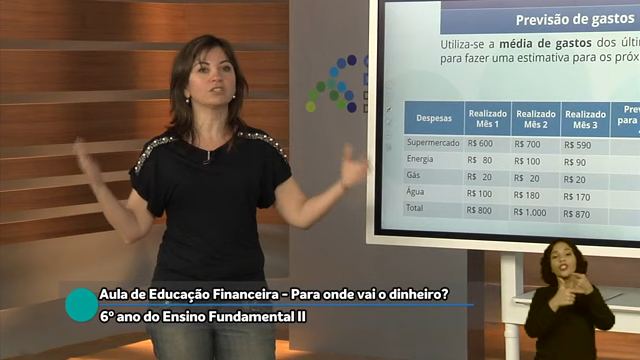 Previsão de gastos
Utiliza-se a média de gastos dos últi
para fazer uma estimativa para os próx
Despesas Realizado Mês 1 Realizado Mês 2 Realizado Mês 3 Prev para
Supermercado R$ 600 R$ 700 R$ 590
Energia R$ 80 R$ 100 R$ 90
Gás R$ 20 R$ 20 R$ 20
Água R$ 100 R$ 180 R$ 170
Total R$ 800 R$ 1.000 R$ 870
Aula de Educação Financeira - Para onde vai o dinheiro?
6º ano do Ensino Fundamental II